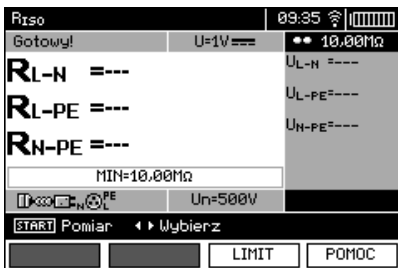 RISO 09:35
Gotowy! U=1V •• 10,00MΩ
RL-N =--- UL-N =---
RL-PE =--- UL-PE=---
RN-PE =--- UN-PE=---
MIN=10,00MΩ
N PE L Un=500V
START Pomiar Wybierz
LIMIT POMOC